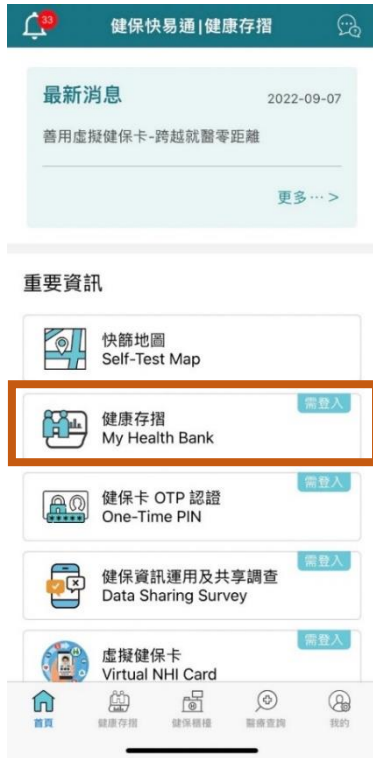 33
健保快易通|健康存摺
最新消息
2022-09-07
善用虛擬健保卡-跨越就醫零距離
更多… >
重要資訊
快篩地圖
Self-Test Map
需登入
健康存摺
My Health Bank
需登入
健保卡 OTP 認證
One-Time PIN
需登入
健保資訊運用及共享調查
Data Sharing Survey
需登入
虛擬健保卡
Virtual NHI Card
首頁
健康存摺
健保櫃檯
醫療查詢
我的